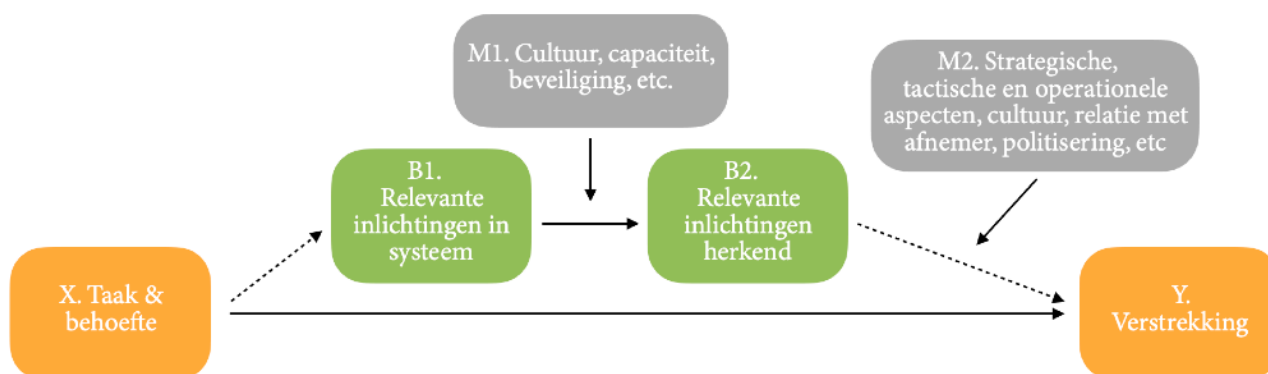 M1. Cultuur, capaciteit,
beveiliging, etc.
M2. Strategische,
tactische en operationele
aspecten, cultuur, relatie met
afnemer, politisering, etc
B1.
Relevante
inlichtingen in
systeem
B2.
Relevante
inlichtingen
herkend
X. Taak &
behoefte
Y.
Verstrekking